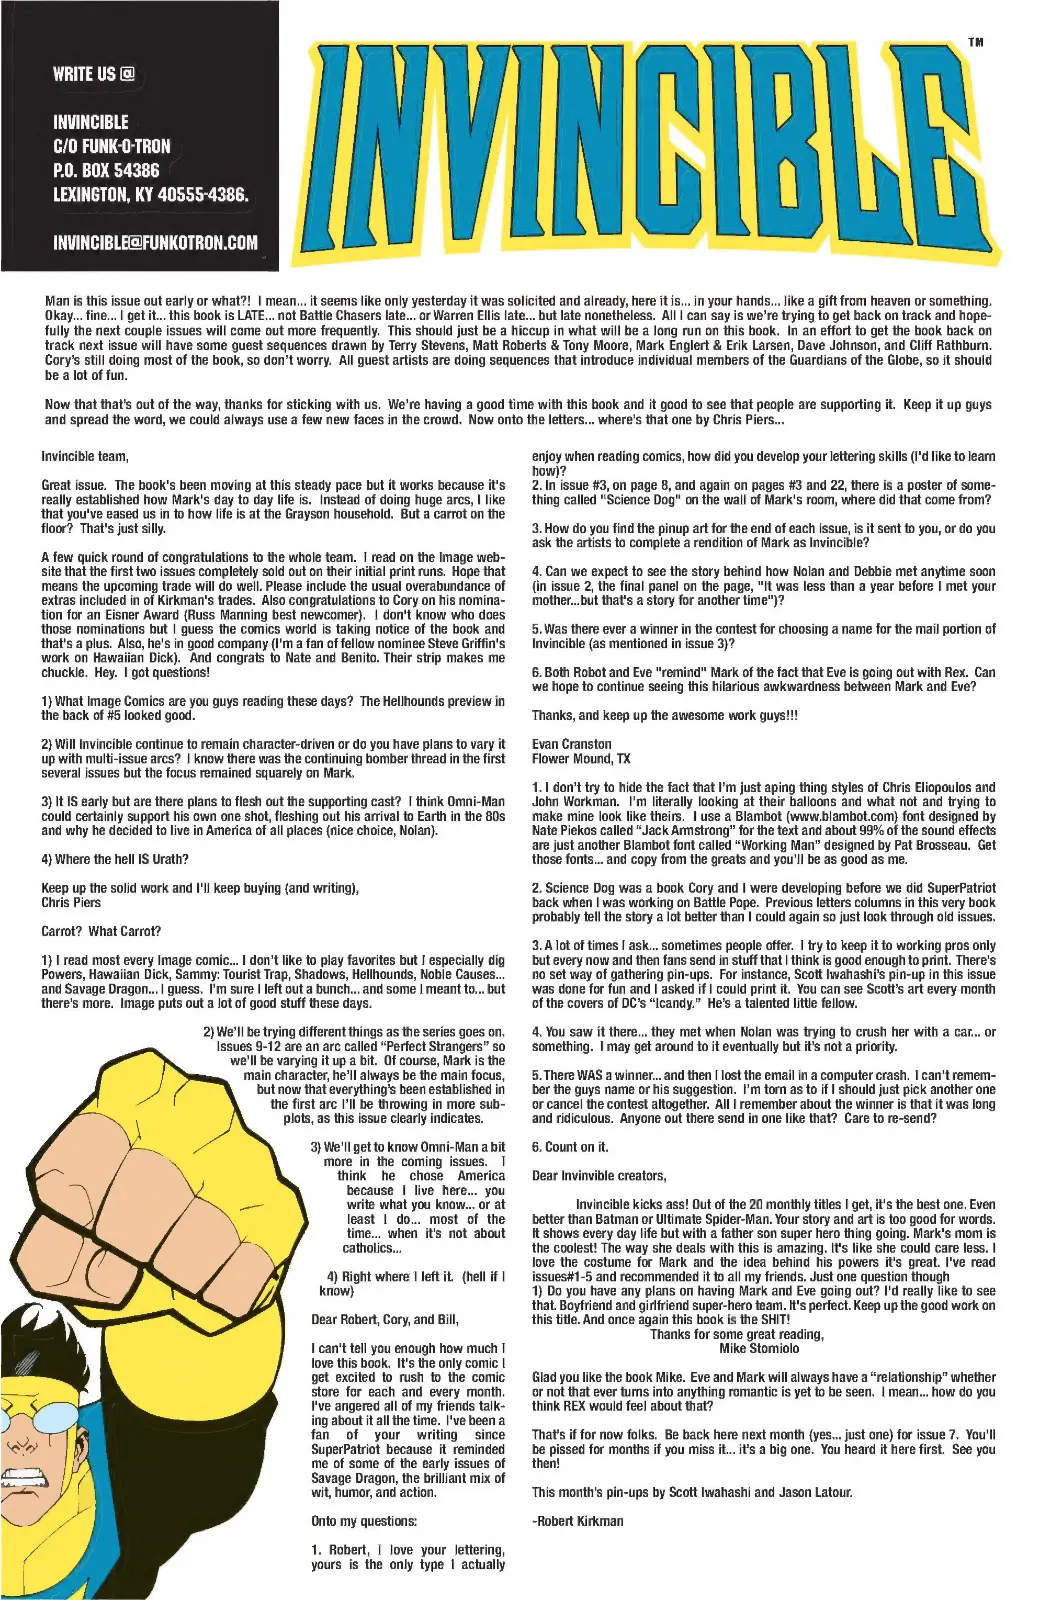 WRITE US @
INVINCIBLE
C/O FUNK-O-TRON
P.O. BOX 54386
LEXINGTON, KY 40555-4386.
INVINCIBLE@FUNKOTRON.COM
INVINCIBLE
TM
Man is this issue out early or what?!  I mean... it seems like only yesterday it was solicited and already, here it is... in your hands... like a gift from heaven or something.
Okay... fine... I get it... this book is LATE... not Battle Chasers late... or Warren Ellis late... but late nonetheless.  All I can say is we're trying to get back on track and hope-
fully the next couple issues will come out more frequently.  This should just be a hiccup in what will be a long run on this book.  In an effort to get the book back on
track next issue will have some guest sequences drawn by Terry Stevens, Matt Roberts & Tony Moore, Mark Englert & Erik Larsen, Dave Johnson, and Cliff Rathburn.
Cory's still doing most of the book, so don't worry.  All guest artists are doing sequences that introduce individual members of the Guardians of the Globe, so it should
be a lot of fun.
Now that that's out of the way, thanks for sticking with us.  We're having a good time with this book and it good to see that people are supporting it.  Keep it up guys
and spread the word, we could always use a few new faces in the crowd.  Now onto the letters... where's that one by Chris Piers...
Invincible team,
Great issue.  The book's been moving at this steady pace but it works because it's
really established how Mark's day to day life is.  Instead of doing huge arcs, I like
that you've eased us in to how life is at the Grayson household.  But a carrot on the
floor?  That's just silly.
A few quick round of congratulations to the whole team.  I read on the Image web-
site that the first two issues completely sold out on their initial print runs.  Hope that
means the upcoming trade will do well. Please include the usual overabundance of
extras included in of Kirkman's trades.  Also congratulations to Cory on his nomina-
tion for an Eisner Award (Russ Manning best newcomer).  I don't know who does
those nominations but I guess the comics world is taking notice of the book and
that's a plus.  Also, he's in good company (I'm a fan of fellow nominee Steve Griffin's
work on Hawaiian Dick).  And congrats to Nate and Benito. Their strip makes me
chuckle.  Hey.  I got questions!
1) What Image Comics are you guys reading these days?  The Hellhounds preview in
the back of #5 looked good.
2) Will Invincible continue to remain character-driven or do you have plans to vary it
up with multi-issue arcs?  I know there was the continuing bomber thread in the first
several issues but the focus remained squarely on Mark.
3) It IS early but are there plans to flesh out the supporting cast?  I think Omni-Man
could certainly support his own one shot, fleshing out his arrival to Earth in the 80s
and why he decided to live in America of all places (nice choice, Nolan).
4) Where the hell IS Urath?
Keep up the solid work and I'll keep buying (and writing),
Chris Piers
Carrot?  What Carrot?
1) I read most every Image comic... I don't like to play favorites but I especially dig
Powers, Hawaiian Dick, Sammy: Tourist Trap, Shadows, Hellhounds, Noble Causes...
and Savage Dragon... I guess.  I'm sure I left out a bunch... and some I meant to... but
there's more.  Image puts out a lot of good stuff these days.
2) We'll be trying different things as the series goes on.
Issues 9-12 are an arc called "Perfect Strangers" so
we'll be varying it up a bit.  Of course, Mark is the
main character, he'll always be the main focus,
but now that everything's been established in
the first arc I'll be throwing in more sub-
plots, as this issue clearly indicates.
3) We'll get to know Omni-Man a bit
more in the coming issues.  I
think he chose America
because I live here... you
write what you know... or at
least I do... most of the
time... when it's not about
catholics...
4) Right where I left it.  (hell if I
know)
Dear Robert, Cory, and Bill,
I can't tell you enough how much I
love this book.  It's the only comic I
get excited to rush to the comic
store for each and every month.
I've angered all of my friends talk-
ing about it all the time.  I've been a
fan of your writing since
SuperPatriot because it reminded
me of some of the early issues of
Savage Dragon, the brilliant mix of
wit, humor, and action.
Onto my questions:
1. Robert, I love your lettering,
yours is the only type I actually
enjoy when reading comics, how did you develop your lettering skills (I'd like to learn
how)?
2. In issue #3, on page 8, and again on pages #3 and 22, there is a poster of some-
thing called "Science Dog" on the wall of Mark's room, where did that come from?
3. How do you find the pinup art for the end of each issue, is it sent to you, or do you
ask the artists to complete a rendition of Mark as Invincible?
4. Can we expect to see the story behind how Nolan and Debbie met anytime soon
(in issue 2, the final panel on the page, "It was less than a year before I met your
mother...but that's a story for another time")?
5. Was there ever a winner in the contest for choosing a name for the mail portion of
Invincible (as mentioned in issue 3)?
6. Both Robot and Eve "remind" Mark of the fact that Eve is going out with Rex.  Can
we hope to continue seeing this hilarious awkwardness between Mark and Eve?
Thanks, and keep up the awesome work guys!!!
Evan Cranston
Flower Mound, TX
1. I don't try to hide the fact that I'm just aping thing styles of Chris Eliopoulos and
John Workman.  I'm literally looking at their balloons and what not and trying to
make mine look like theirs.  I use a Blambot (www.blambot.com) font designed by
Nate Piekos called "Jack Armstrong" for the text and about 99% of the sound effects
are just another Blambot font called "Working Man" designed by Pat Brosseau.  Get
those fonts... and copy from the greats and you'll be as good as me.
2. Science Dog was a book Cory and I were developing before we did SuperPatriot
back when I was working on Battle Pope.  Previous letters columns in this very book
probably tell the story a lot better than I could again so just look through old issues.
3. A lot of times I ask... sometimes people offer.  I try to keep it to working pros only
but every now and then fans send in stuff that I think is good enough to print.  There's
no set way of gathering pin-ups.  For instance, Scott Iwahashi's pin-up in this issue
was done for fun and I asked if I could print it.  You can see Scott's art every month
of the covers of DC's "Icandy."  He's a talented little fellow.
4. You saw it there... they met when Nolan was trying to crush her with a car... or
something.  I may get around to it eventually but it's not a priority.
5. There WAS a winner... and then I lost the email in a computer crash.  I can't remem-
ber the guys name or his suggestion.  I'm torn as to if I should just pick another one
or cancel the contest altogether.  All I remember about the winner is that it was long
and ridiculous.  Anyone out there send in one like that?  Care to re-send?
6. Count on it.
Dear Invinvible creators,
Invincible kicks ass! Out of the 20 monthly titles I get, it's the best one. Even
better than Batman or Ultimate Spider-Man. Your story and art is too good for words.
It shows every day life but with a father son super hero thing going. Mark's mom is
the coolest! The way she deals with this is amazing. It's like she could care less. I
love the costume for Mark and the idea behind his powers it's great. I've read
issues#1-5 and recommended it to all my friends. Just one question though
1) Do you have any plans on having Mark and Eve going out? I'd really like to see
that. Boyfriend and girlfriend super-hero team. It's perfect. Keep up the good work on
this title. And once again this book is the SHIT!
Thanks for some great reading,
Mike Stomiolo
Glad you like the book Mike.  Eve and Mark will always have a "relationship" whether
or not that ever turns into anything romantic is yet to be seen.  I mean... how do you
think REX would feel about that?
That's if for now folks.  Be back here next month (yes... just one) for issue 7.  You'll
be pissed for months if you miss it... it's a big one.  You heard it here first.  See you
then!
This month's pin-ups by Scott Iwahashi and Jason Latour.
-Robert Kirkman